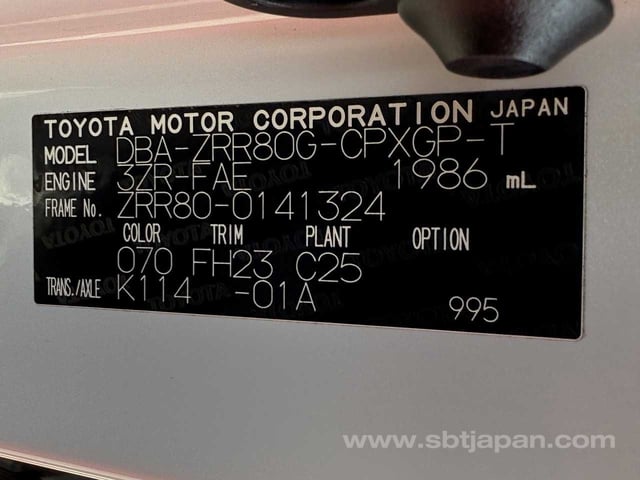 TOYOTA MOTOR CORPORATION JAPAN
MODEL DBA-ZRR80G-CPXGP-T
ENGINE 3ZR-FAE 1986 mL
FRAME No. ZRR80-0141324
COLOR TRIM PLANT OPTION
070 FH23 C25
TRANS./AXLE K114 -01A 995
www.sbtjapan.com